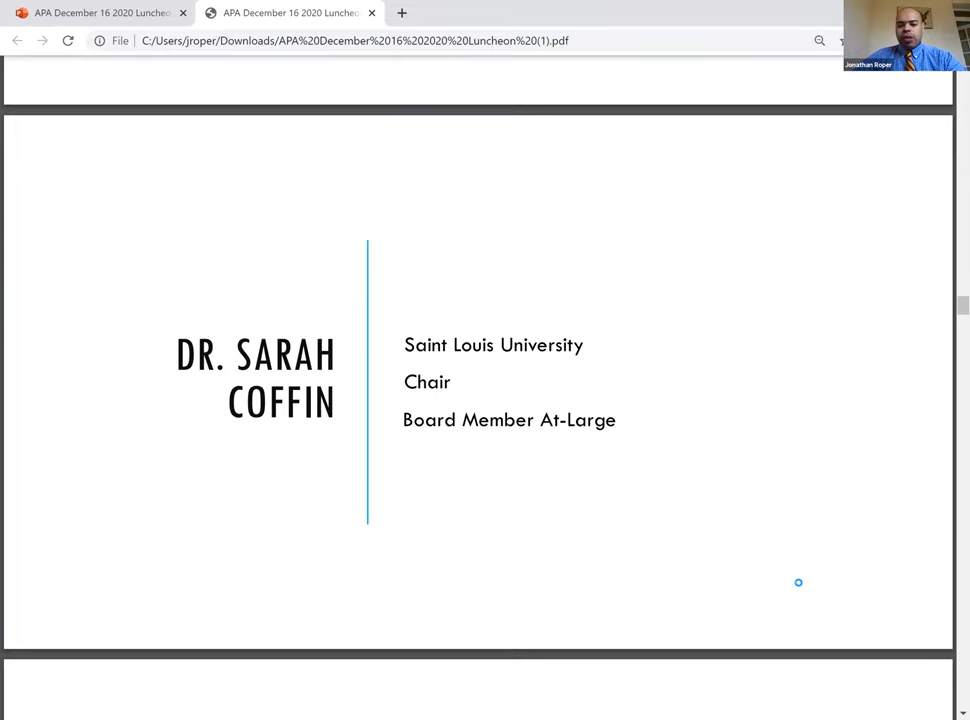 APA December 16 2020 Luncheo
APA December 16 2020 Luncheo
File
C:/Users/jroper/Downloads/APA%20December%2016%202020%20Luncheon%20(1).pdf
Jonathan Roper
DR. SARAH
COFFIN
Saint Louis University
Chair
Board Member At-Large